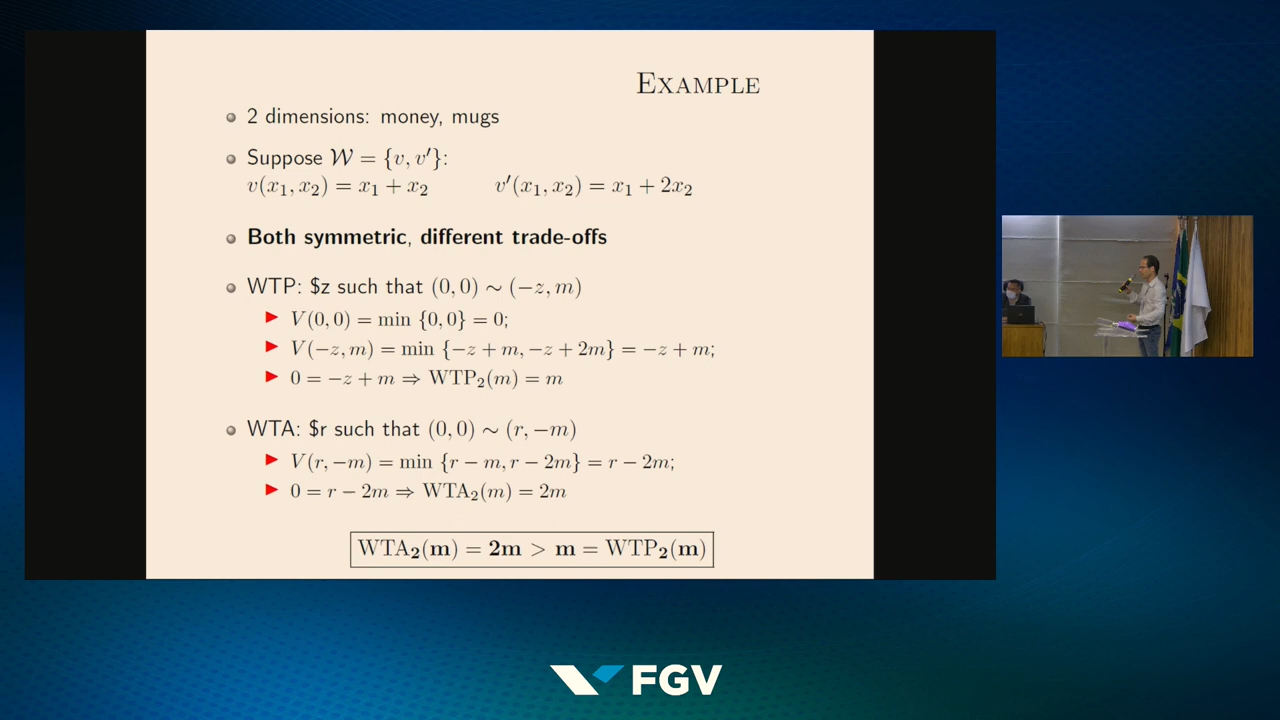 EXAMPLE
2 dimensions: money, mugs
Suppose 𝒲 = {v, v′}:
v(x₁, x₂) = x₁ + x₂ v′(x₁, x₂) = x₁ + 2x₂
Both symmetric, different trade-offs
WTP: $z such that (0, 0) ∼ (−z, m)
V(0, 0) = min {0, 0} = 0;
V(−z, m) = min {−z + m, −z + 2m} = −z + m;
0 = −z + m ⇒ WTP₂(m) = m
WTA: $r such that (0, 0) ∼ (r, −m)
V(r, −m) = min {r − m, r − 2m} = r − 2m;
0 = r − 2m ⇒ WTA₂(m) = 2m
WTA₂(m) = 2m > m = WTP₂(m)
FGV